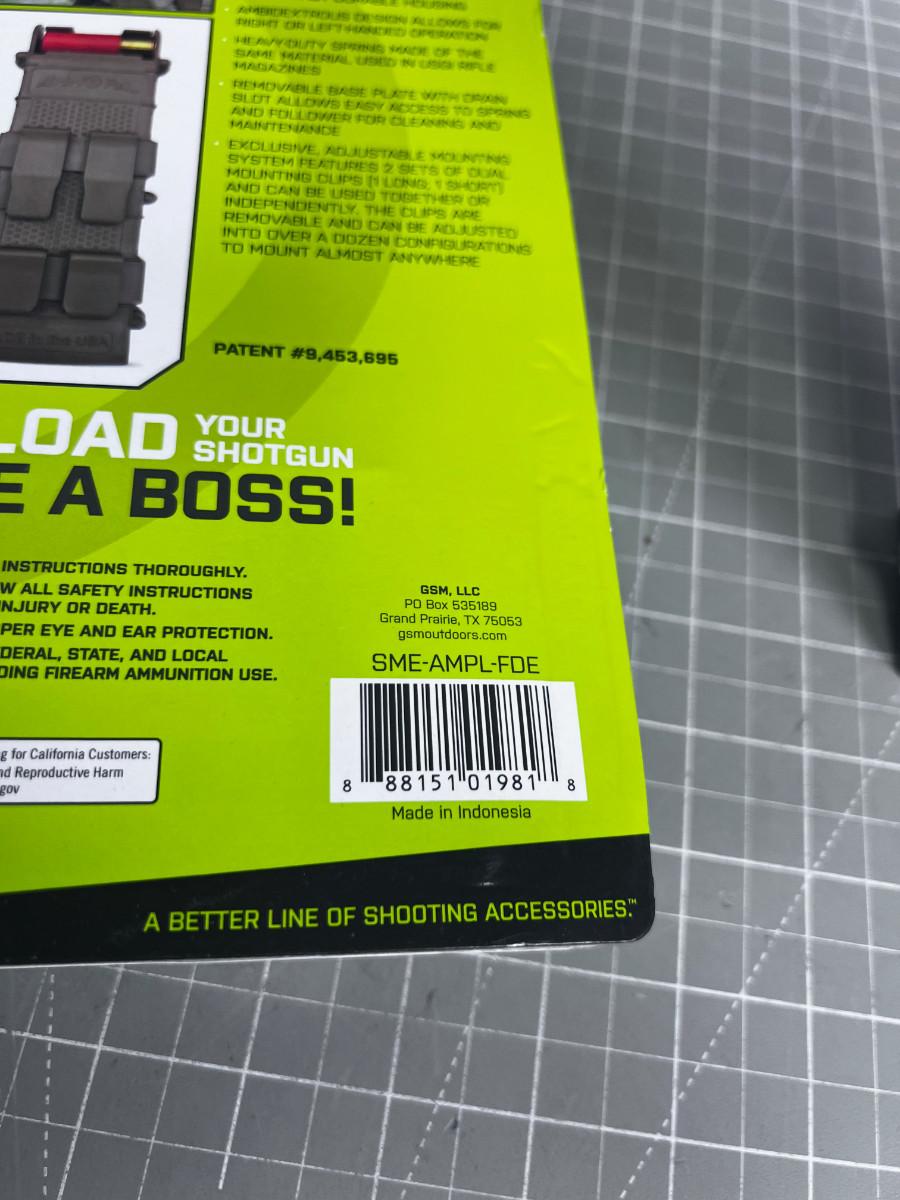 AMBIDEXTROUS DESIGN ALLOWS FOR
RIGHT OR LEFT-HANDED OPERATION
• HEAVY-DUTY SPRING MADE OF THE
SAME MATERIAL USED IN USGI RIFLE
MAGAZINES
• REMOVABLE BASE PLATE WITH DRAIN
SLOT ALLOWS EASY ACCESS TO SPRING
AND FOLLOWER FOR CLEANING AND
MAINTENANCE
• EXCLUSIVE, ADJUSTABLE MOUNTING
SYSTEM FEATURES 2 SETS OF DUAL
MOUNTING CLIPS (1 LONG, 1 SHORT)
AND CAN BE USED TOGETHER OR
INDEPENDENTLY. THE CLIPS ARE
REMOVABLE AND CAN BE ADJUSTED
INTO OVER A DOZEN CONFIGURATIONS
TO MOUNT ALMOST ANYWHERE
in the USA
PATENT #9,453,695
LOAD YOUR
SHOTGUN
E A BOSS!
INSTRUCTIONS THOROUGHLY.
W ALL SAFETY INSTRUCTIONS
NJURY OR DEATH.
PER EYE AND EAR PROTECTION.
DERAL, STATE, AND LOCAL
DING FIREARM AMMUNITION USE.
GSM, LLC
PO Box 535189
Grand Prairie, TX 75053
gsmoutdoors.com
SME-AMPL-FDE
8 88151 01981 8
Made in Indonesia
g for California Customers:
nd Reproductive Harm
gov
A BETTER LINE OF SHOOTING ACCESSORIES.™